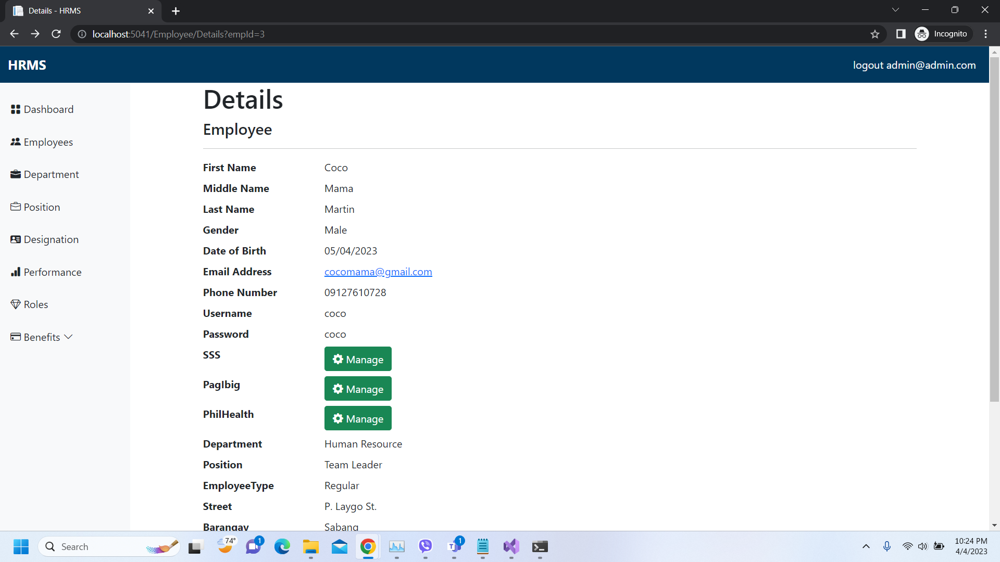 Details - HRMS
localhost:5041/Employee/Details?empId=3
Incognito
HRMS
logout admin@admin.com
Dashboard
Employees
Department
Position
Designation
Performance
Roles
Benefits
Details
Employee
First Name Coco
Middle Name Mama
Last Name Martin
Gender Male
Date of Birth 05/04/2023
Email Address cocomama@gmail.com
Phone Number 09127610728
Username coco
Password coco
SSS Manage
PagIbig Manage
PhilHealth Manage
Department Human Resource
Position Team Leader
EmployeeType Regular
Street P. Laygo St.
Barangay Sabang
Search
74°
1
1
10:24 PM
4/4/2023